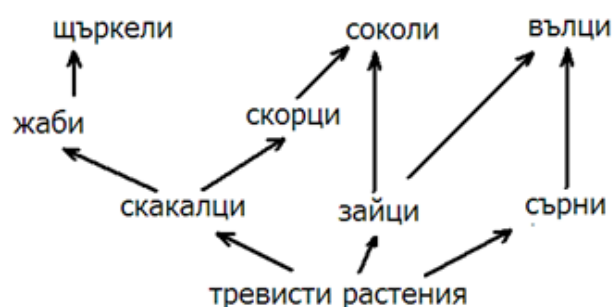 щъркели соколи вълци
жаби скорци
скакалци зайци сърни
тревисти растения